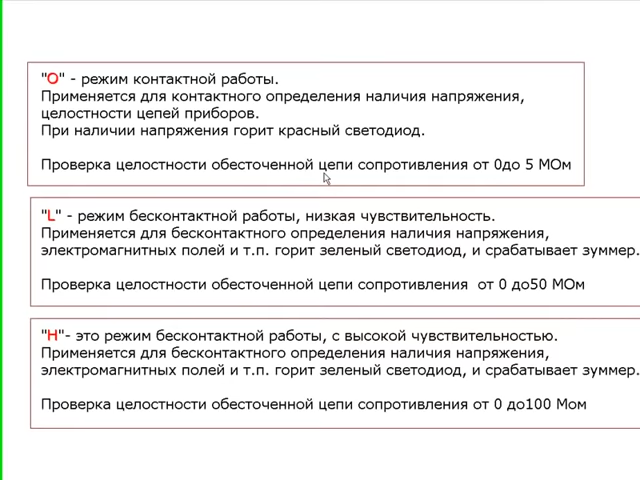 "O" - режим контактной работы.
Применяется для контактного определения наличия напряжения,
целостности цепей приборов.
При наличии напряжения горит красный светодиод.
Проверка целостности обесточенной цепи сопротивления от 0до 5 МОм
"L" - режим бесконтактной работы, низкая чувствительность.
Применяется для бесконтактного определения наличия напряжения,
электромагнитных полей и т.п. горит зеленый светодиод, и срабатывает зуммер.
Проверка целостности обесточенной цепи сопротивления  от 0 до50 МОм
"H"- это режим бесконтактной работы, с высокой чувствительностью.
Применяется для бесконтактного определения наличия напряжения,
электромагнитных полей и т.п. горит зеленый светодиод, и срабатывает зуммер.
Проверка целостности обесточенной цепи сопротивления от 0 до100 Мом